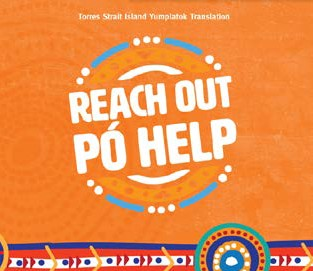 Torres Strait Island Yumplatok Translation
REACH OUT
PÓ HELP